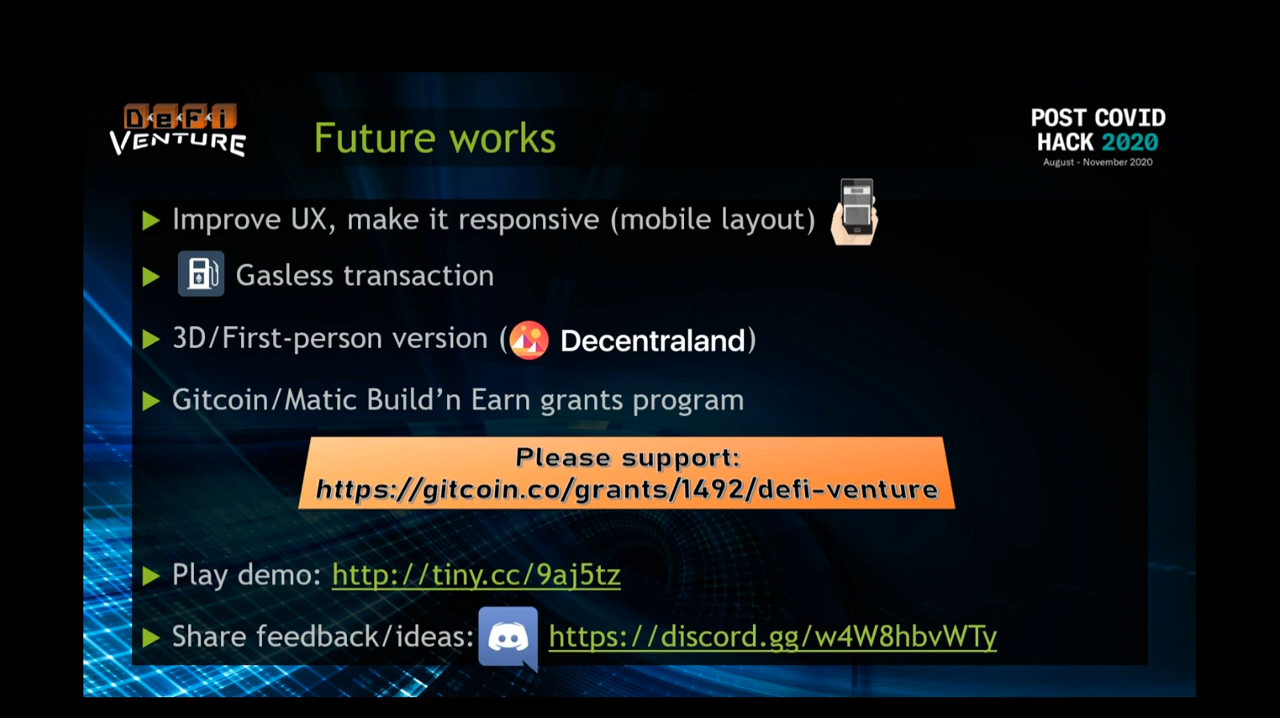 DeFi
VENTURE
Future works
POST COVID
HACK 2020
August - November 2020
Improve UX, make it responsive (mobile layout)
Gasless transaction
3D/First-person version (Decentraland)
Gitcoin/Matic Build’n Earn grants program
Please support:
https://gitcoin.co/grants/1492/defi-venture
Play demo: http://tiny.cc/9aj5tz
Share feedback/ideas: https://discord.gg/w4W8hbvWTy